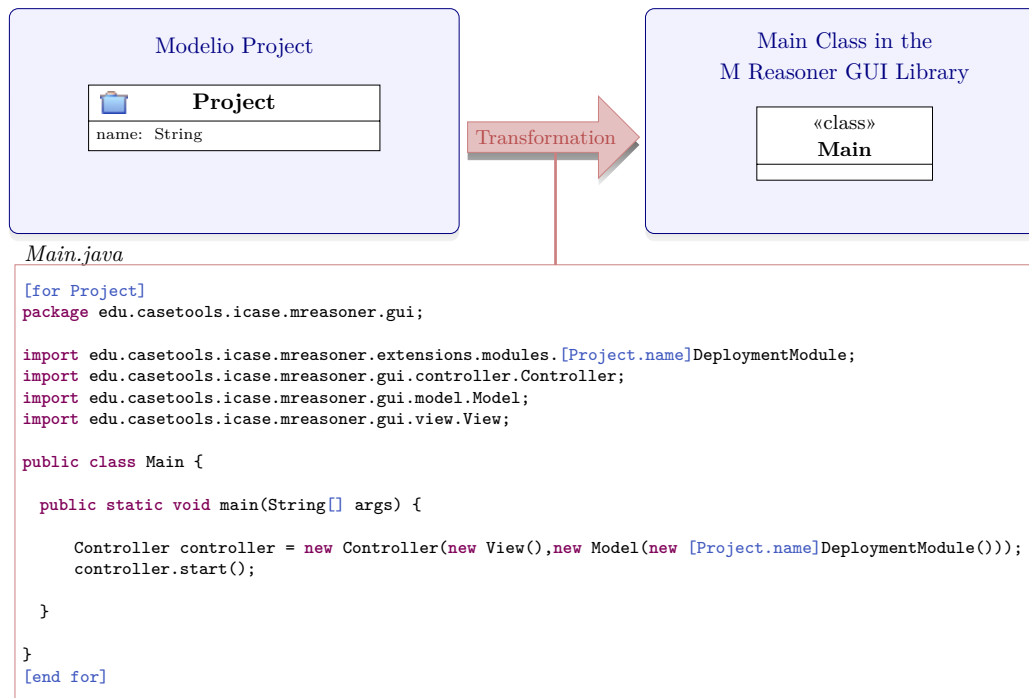 Modelio Project
Project
name: String
Transformation
Main Class in the
M Reasoner GUI Library
«class»
Main
Main.java
[for Project]
package edu.casetools.icase.mreasoner.gui;
import edu.casetools.icase.mreasoner.extensions.modules.[Project.name]DeploymentModule;
import edu.casetools.icase.mreasoner.gui.controller.Controller;
import edu.casetools.icase.mreasoner.gui.model.Model;
import edu.casetools.icase.mreasoner.gui.view.View;
public class Main {
public static void main(String[] args) {
Controller controller = new Controller(new View(),new Model(new [Project.name]DeploymentModule()));
controller.start();
}
}
[end for]